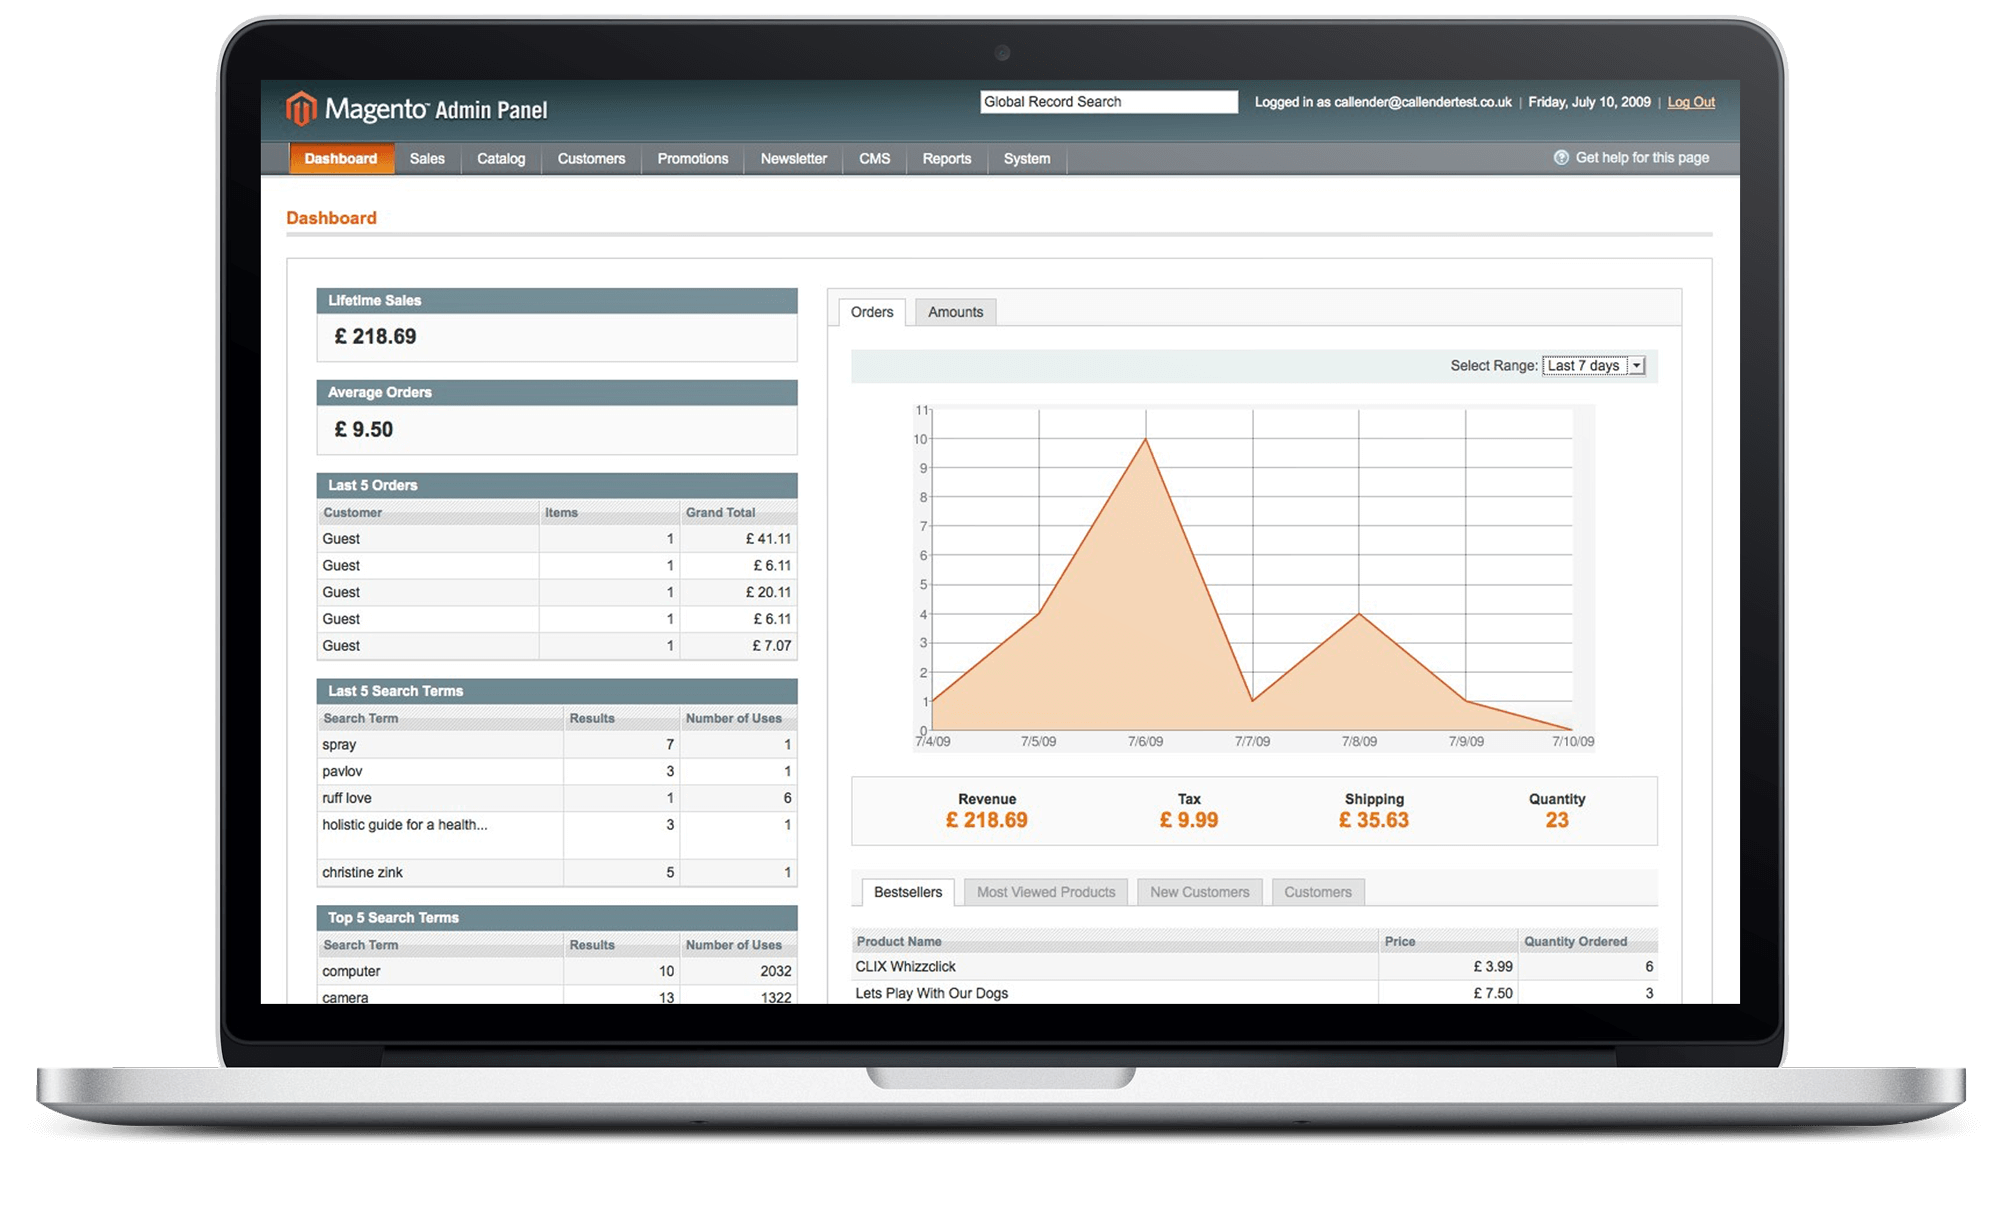 Magento™ Admin Panel
Global Record Search
Logged in as callender@callendertest.co.uk | Friday, July 10, 2009 | Log Out
Dashboard Sales Catalog Customers Promotions Newsletter CMS Reports System
Get help for this page
Dashboard
Lifetime Sales
£ 218.69
Average Orders
£ 9.50
Last 5 Orders
Customer Items Grand Total
Guest 1 £ 41.11
Guest 1 £ 6.11
Guest 1 £ 20.11
Guest 1 £ 6.11
Guest 1 £ 7.07
Last 5 Search Terms
Search Term Results Number of Uses
spray 7 1
pavlov 3 1
ruff love 1 6
holistic guide for a health... 3 1
christine zink 5 1
Top 5 Search Terms
Search Term Results Number of Uses
computer 10 2032
camera 13 1322
Orders Amounts
Select Range: Last 7 days
11
10
9
8
7
6
5
4
3
2
1
0
7/4/09 7/5/09 7/6/09 7/7/09 7/8/09 7/9/09 7/10/09
Revenue Tax Shipping Quantity
£ 218.69 £ 9.99 £ 35.63 23
Bestsellers Most Viewed Products New Customers Customers
Product Name Price Quantity Ordered
CLIX Whizzclick £ 3.99 6
Lets Play With Our Dogs £ 7.50 3